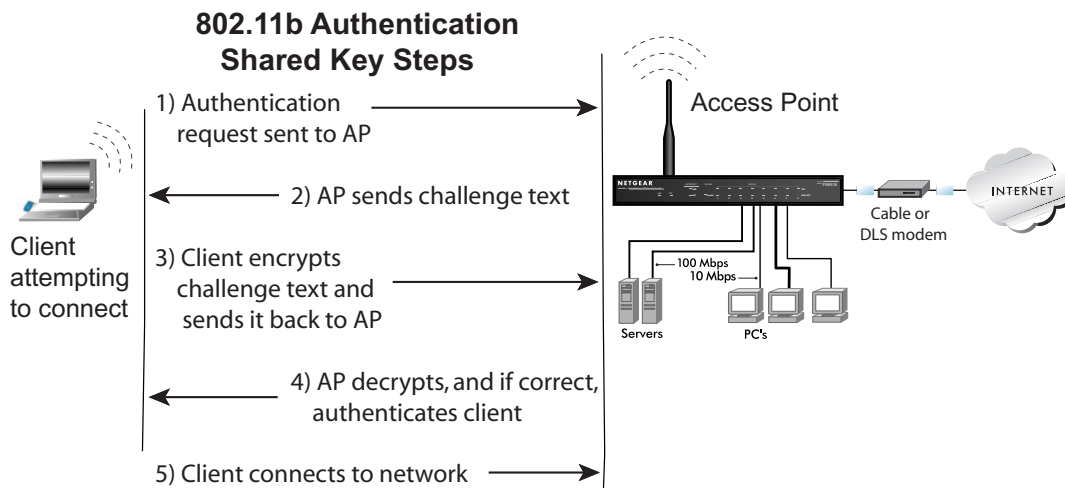 802.11b Authentication
Shared Key Steps
1) Authentication
request sent to AP
2) AP sends challenge text
3) Client encrypts
challenge text and
sends it back to AP
4) AP decrypts, and if correct,
authenticates client
5) Client connects to network
Client
attempting
to connect
Access Point
NETGEAR
INTERNET
Cable or
DLS modem
100 Mbps
10 Mbps
Servers
PC's